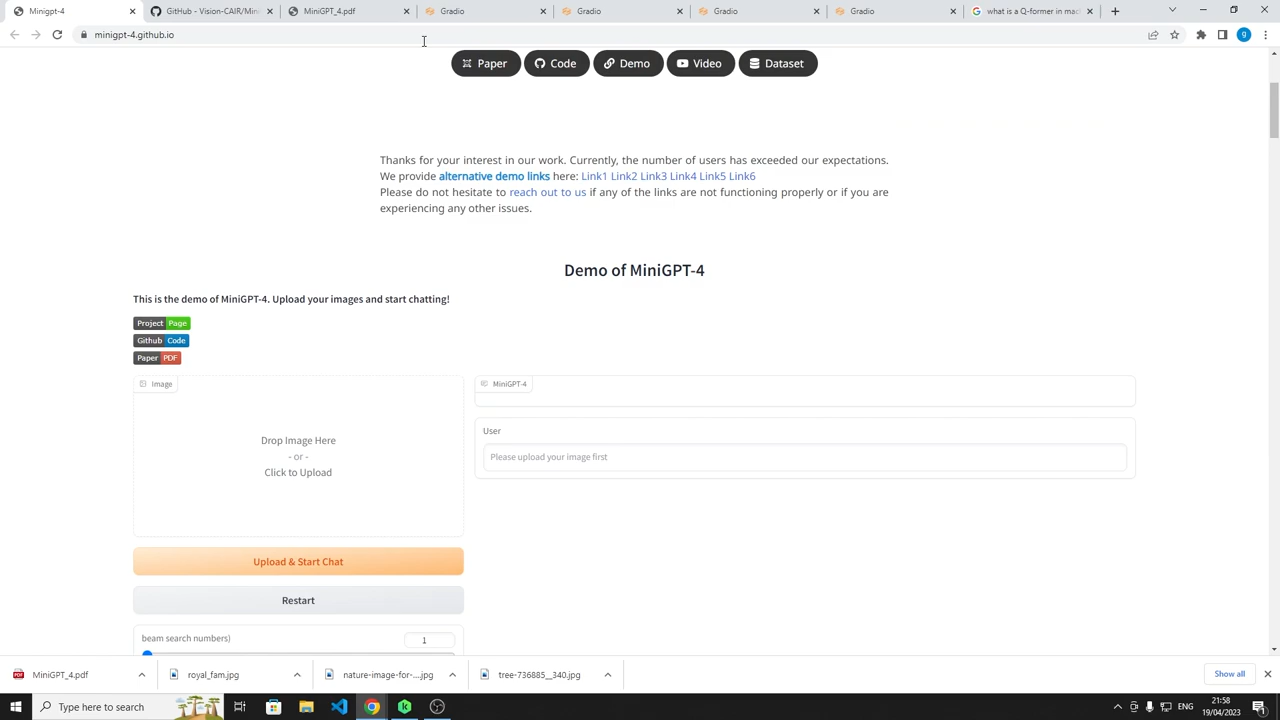 Minigpt-4
GitHub - Vision-CAIR/Mini
MiniGPT_4.pdf
Gradio
Gradio
Gradio
Gradio
what is a Q-former in mac
minigpt-4.github.io
g
Paper
Code
Demo
Video
Dataset
Thanks for your interest in our work. Currently, the number of users has exceeded our expectations.
We provide alternative demo links here: Link1 Link2 Link3 Link4 Link5 Link6
Please do not hesitate to reach out to us if any of the links are not functioning properly or if you are
experiencing any other issues.
Demo of MiniGPT-4
This is the demo of MiniGPT-4. Upload your images and start chatting!
Project Page
Github Code
Paper PDF
Image
Drop Image Here
- or -
Click to Upload
MiniGPT-4
User
Please upload your image first
Upload & Start Chat
Restart
beam search numbers)
1
MiniGPT_4.pdf
royal_fam.jpg
nature-image-for-....jpg
tree-736885__340.jpg
Show all
Type here to search
ENG
21:58
19/04/2023
1